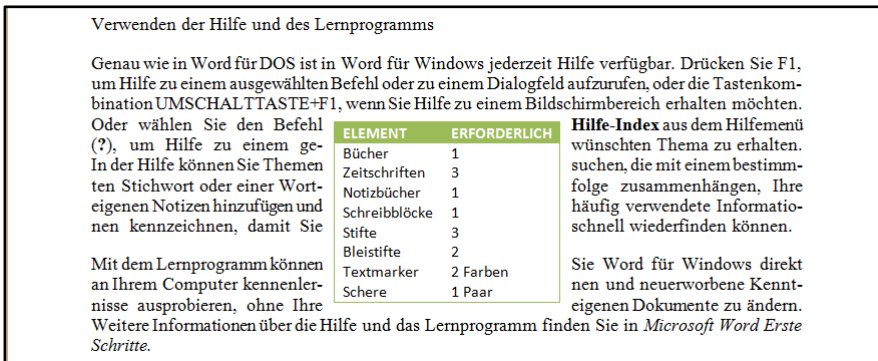 Verwenden der Hilfe und des Lernprogramms
Genau wie in Word für DOS ist in Word für Windows jederzeit Hilfe verfügbar. Drücken Sie F1,
um Hilfe zu einem ausgewählten Befehl oder zu einem Dialogfeld aufzurufen, oder die Tastenkom-
bination UMSCHALTTASTE+F1, wenn Sie Hilfe zu einem Bildschirmbereich erhalten möchten.
Oder wählen Sie den Befehl Hilfe-Index aus dem Hilfemenü
(?), um Hilfe zu einem ge- wünschten Thema zu erhalten.
In der Hilfe können Sie Themen suchen, die mit einem bestimm-
ten Stichwort oder einer Wort- folge zusammenhängen, Ihre
eigenen Notizen hinzufügen und häufig verwendete Informatio-
nen kennzeichnen, damit Sie schnell wiederfinden können.
ELEMENT ERFORDERLICH
Bücher 1
Zeitschriften 3
Notizbücher 1
Schreibblöcke 1
Stifte 3
Bleistifte 2
Textmarker 2 Farben
Schere 1 Paar
Mit dem Lernprogramm können Sie Word für Windows direkt
an Ihrem Computer kennenler- nen und neuerworbene Kennt-
nisse ausprobieren, ohne Ihre eigenen Dokumente zu ändern.
Weitere Informationen über die Hilfe und das Lernprogramm finden Sie in Microsoft Word Erste
Schritte.